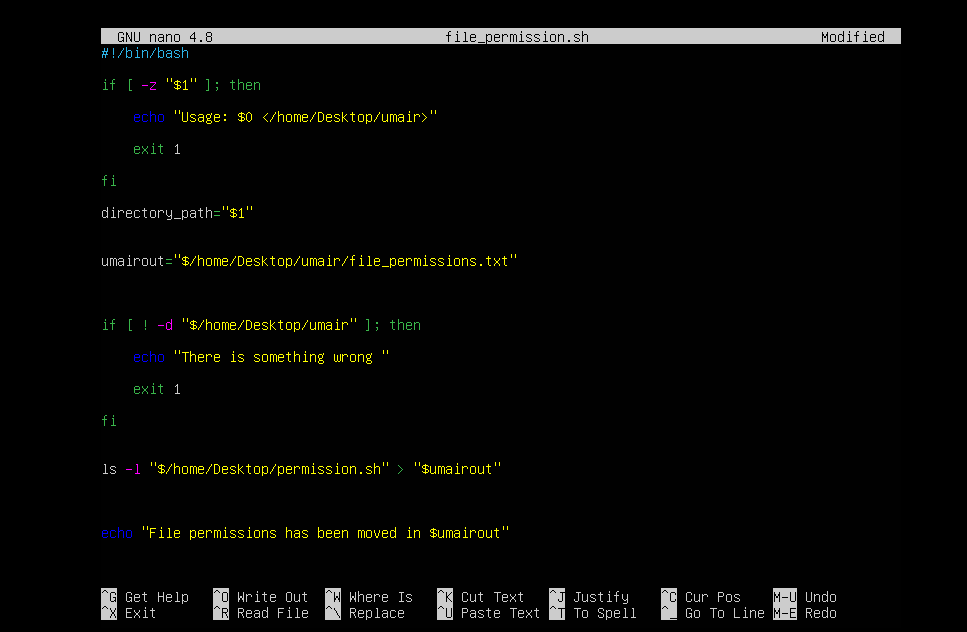 GNU nano 4.8 file_permission.sh Modified
#!/bin/bash
if [ -z "$1" ]; then
echo "Usage: $0 </home/Desktop/umair>"
exit 1
fi
directory_path="$1"
umairout="$/home/Desktop/umair/file_permissions.txt"
if [ ! -d "$/home/Desktop/umair" ]; then
echo "There is something wrong "
exit 1
fi
ls -l "$/home/Desktop/permission.sh" > "$umairout"
echo "File permissions has been moved in $umairout"
^G Get Help ^O Write Out ^W Where Is ^K Cut Text ^J Justify ^C Cur Pos M-U Undo
^X Exit ^R Read File ^\ Replace ^U Paste Text ^T To Spell ^_ Go To Line M-E Redo